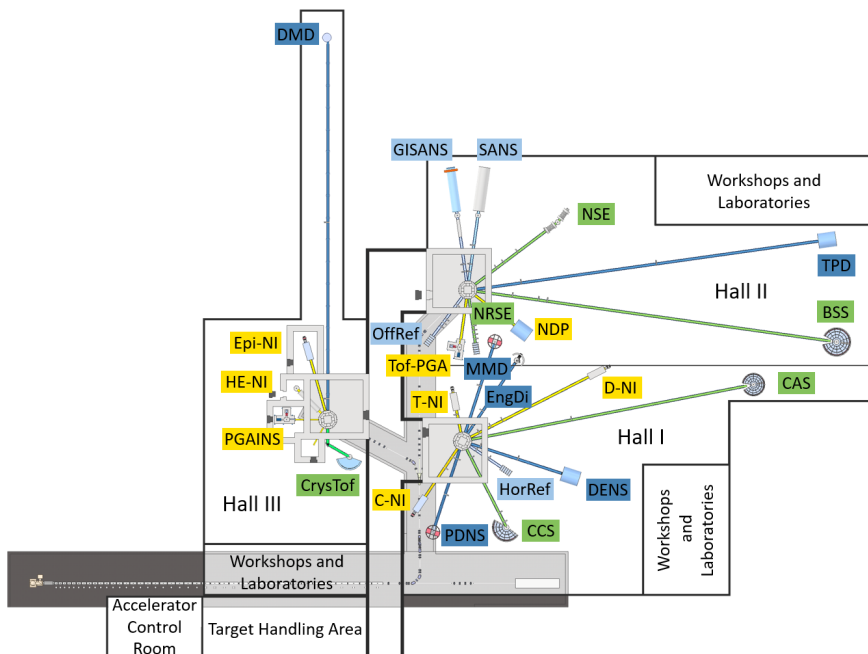 DMD
GISANS
SANS
Workshops and
Laboratories
NSE
TPD
Hall II
BSS
NRSE
NDP
OffRef
Tof-PGA
MMD
EngDi
Epi-NI
HE-NI
PGAINS
CrysTof
Hall III
T-NI
D-NI
CAS
Hall I
C-NI
HorRef
DENS
PDNS
CCS
Workshops
and
Laboratories
Workshops and
Laboratories
Accelerator
Control
Room
Target Handling Area